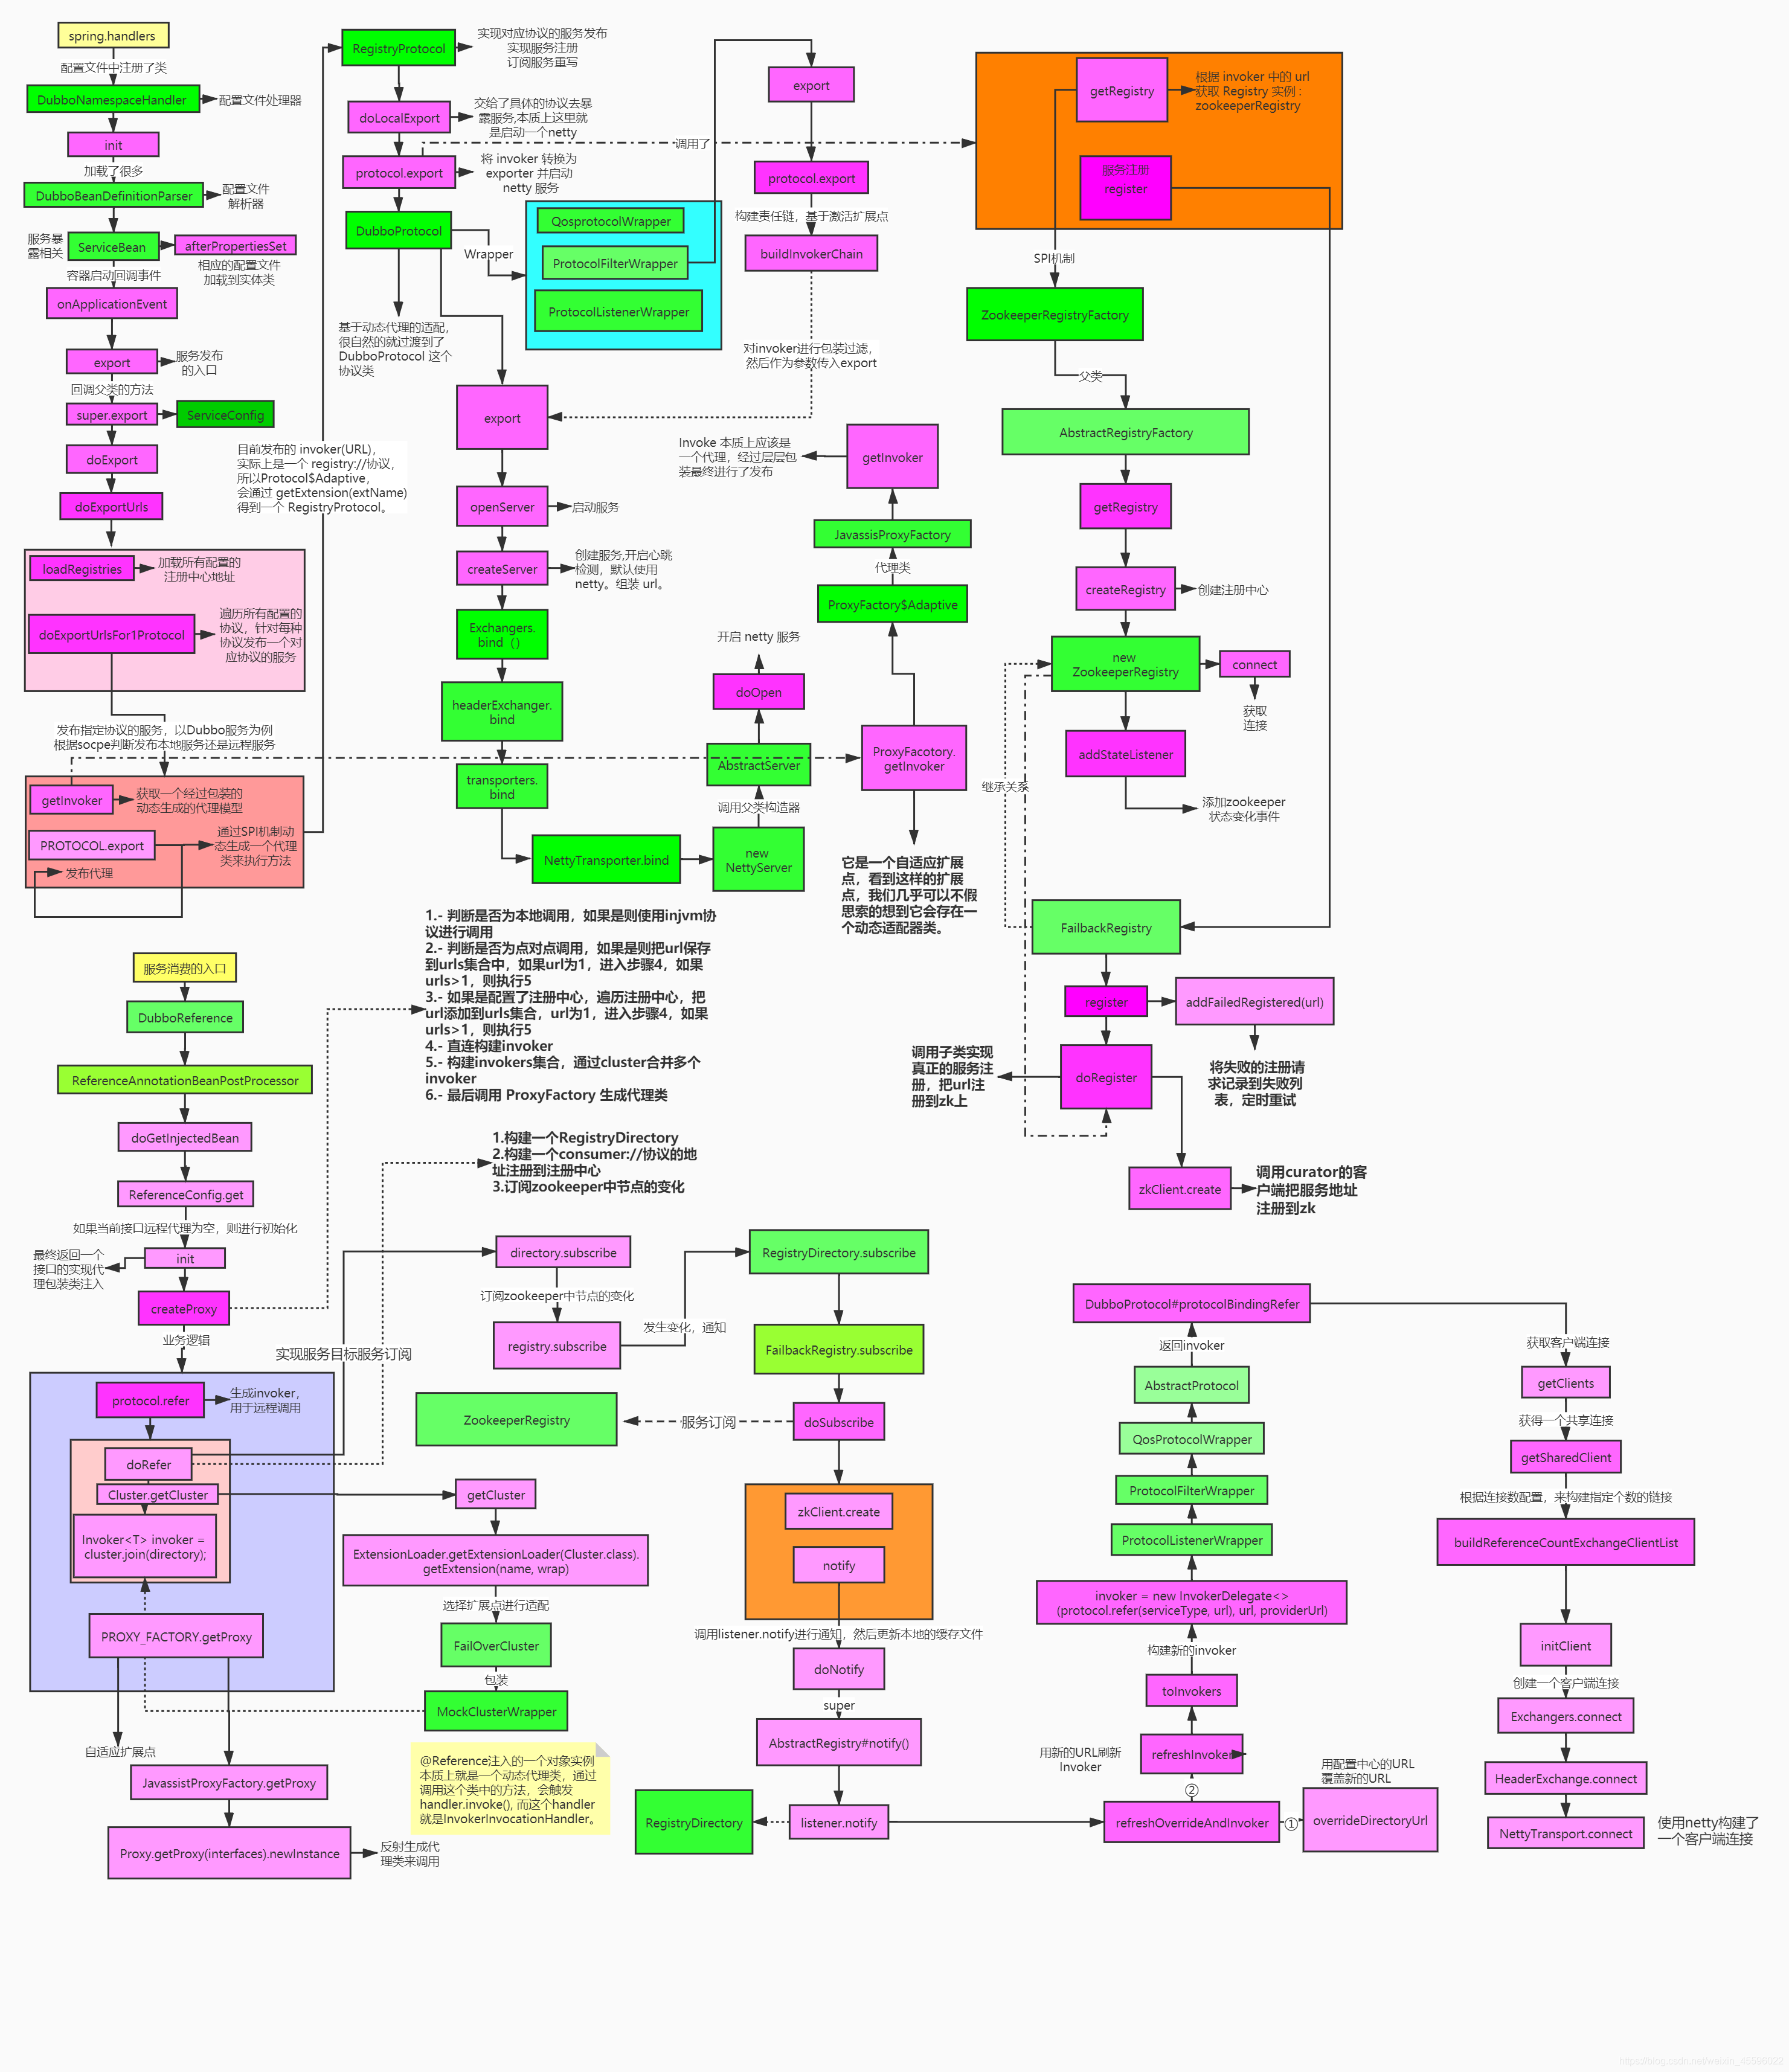 spring.handlers
配置文件中注册了类
DubboNamespaceHandler
配置文件处理器
init
加载了很多
DubboBeanDefinitionParser
配置文件
解析器
服务暴
露相关
ServiceBean
afterPropertiesSet
相应的配置文件
加载到实体类
容器启动回调事件
onApplicationEvent
export
服务发布
的入口
回调父类的方法
super.export
ServiceConfig
doExport
doExportUrls
loadRegistries
加载所有配置的
注册中心地址
doExportUrlsFor1Protocol
遍历所有配置的
协议，针对每种
协议发布一个对
应协议的服务
发布指定协议的服务，以Dubbo服务为例
根据socpe判断发布本地服务还是远程服务
getInvoker
获取一个经过包装的
动态生成的代理模型
PROTOCOL.export
通过SPI机制动
态生成一个代理
类来执行方法
发布代理
目前发布的 invoker(URL)，
实际上是一个 registry://协议，
所以Protocol$Adaptive，
会通过 getExtension(extName)
得到一个 RegistryProtocol。
RegistryProtocol
实现对应协议的服务发布
实现服务注册
订阅服务重写
doLocalExport
交给了具体的协议去暴
露服务,本质上这里就
是启动一个netty
protocol.export
将 invoker 转换为
exporter 并启动
netty 服务
调用了
DubboProtocol
Wrapper
基于动态代理的适配，
很自然的就过渡到了
DubboProtocol 这个
协议类
QosprotocolWrapper
ProtocolFilterWrapper
ProtocolListenerWrapper
export
protocol.export
构建责任链，基于激活扩展点
buildInvokerChain
对invoker进行包装过滤，
然后作为参数传入export
export
openServer
启动服务
createServer
创建服务,开启心跳
检测，默认使用
netty。组装 url。
Exchangers.
bind（）
headerExchanger.
bind
transporters.
bind
NettyTransporter.bind
new
NettyServer
调用父类构造器
AbstractServer
doOpen
开启 netty 服务
Invoke 本质上应该是
一个代理，经过层层包
装最终进行了发布
getInvoker
JavassisProxyFactory
代理类
ProxyFactory$Adaptive
ProxyFacotory.
getInvoker
它是一个自适应扩展
点，看到这样的扩展
点，我们几乎可以不假
思索的想到它会存在一
个动态适配器类。
getRegistry
根据 invoker 中的 url
获取 Registry 实例：
zookeeperRegistry
服务注册
register
SPI机制
ZookeeperRegistryFactory
父类
AbstractRegistryFactory
getRegistry
createRegistry
创建注册中心
new
ZookeeperRegistry
connect
获取
连接
addStateListener
添加zookeeper
状态变化事件
继承关系
FailbackRegistry
register
addFailedRegistered(url)
将失败的注册请
求记录到失败列
表，定时重试
doRegister
调用子类实现
真正的服务注
册，把url注
册到zk上
zkClient.create
调用curator的客
户端把服务地址
注册到zk
服务消费的入口
DubboReference
ReferenceAnnotationBeanPostProcessor
doGetInjectedBean
ReferenceConfig.get
如果当前接口远程代理为空，则进行初始化
init
最终返回一个
接口的实现代
理包装类注入
createProxy
业务逻辑
1.- 判断是否为本地调用，如果是则使用injvm协
议进行调用
2.- 判断是否为点对点调用，如果是则把url保存
到urls集合中，如果url为1，进入步骤4，如果
urls>1，则执行5
3.- 如果是配置了注册中心，遍历注册中心，把
url添加到urls集合，url为1，进入步骤4，如果
urls>1，则执行5
4.- 直连构建invoker
5.- 构建invokers集合，通过cluster合并多个
invoker
6.- 最后调用 ProxyFactory 生成代理类
1.构建一个RegistryDirectory
2.构建一个consumer://协议的地
址注册到注册中心
3.订阅zookeeper中节点的变化
实现服务目标服务订阅
protocol.refer
生成invoker，
用于远程调用
doRefer
Cluster.getCluster
Invoker<T> invoker =
cluster.join(directory);
PROXY_FACTORY.getProxy
自适应扩展点
JavassistProxyFactory.getProxy
Proxy.getProxy(interfaces).newInstance
反射生成代
理类来调用
directory.subscribe
订阅zookeeper中节点的变化
registry.subscribe
发生变化，通知
RegistryDirectory.subscribe
FailbackRegistry.subscribe
doSubscribe
服务订阅
ZookeeperRegistry
getCluster
ExtensionLoader.getExtensionLoader(Cluster.class).
getExtension(name, wrap)
选择扩展点进行适配
FailOverCluster
包装
MockClusterWrapper
@Reference注入的一个对象实例
本质上就是一个动态代理类，通过
调用这个类中的方法，会触发
handler.invoke(), 而这个handler
就是InvokerInvocationHandler。
zkClient.create
notify
调用listener.notify进行通知，然后更新本地的缓存文件
doNotify
super
AbstractRegistry#notify()
listener.notify
RegistryDirectory
refreshOverrideAndInvoker
①
overrideDirectoryUrl
用配置中心的URL
覆盖新的URL
②
refreshInvoker
用新的URL刷新
Invoker
toInvokers
构建新的invoker
invoker = new InvokerDelegate<>
(protocol.refer(serviceType, url), url, providerUrl)
ProtocolListenerWrapper
ProtocolFilterWrapper
QosProtocolWrapper
AbstractProtocol
返回invoker
DubboProtocol#protocolBindingRefer
获取客户端连接
getClients
获得一个共享连接
getSharedClient
根据连接数配置，来构建指定个数的链接
buildReferenceCountExchangeClientList
initClient
创建一个客户端连接
Exchangers.connect
HeaderExchange.connect
NettyTransport.connect
使用netty构建了
一个客户端连接